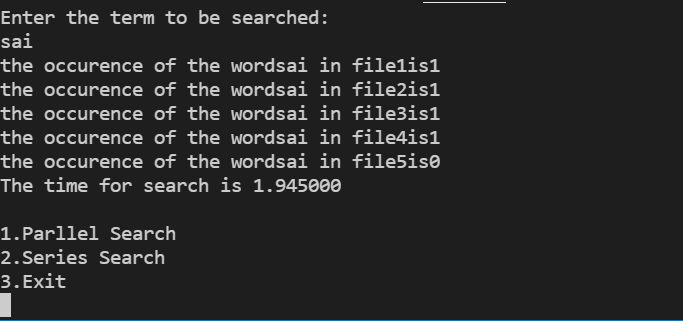 Enter the term to be searched:
sai
the occurence of the wordsai in file1is1
the occurence of the wordsai in file2is1
the occurence of the wordsai in file3is1
the occurence of the wordsai in file4is1
the occurence of the wordsai in file5is0
The time for search is 1.945000
1.Parllel Search
2.Series Search
3.Exit